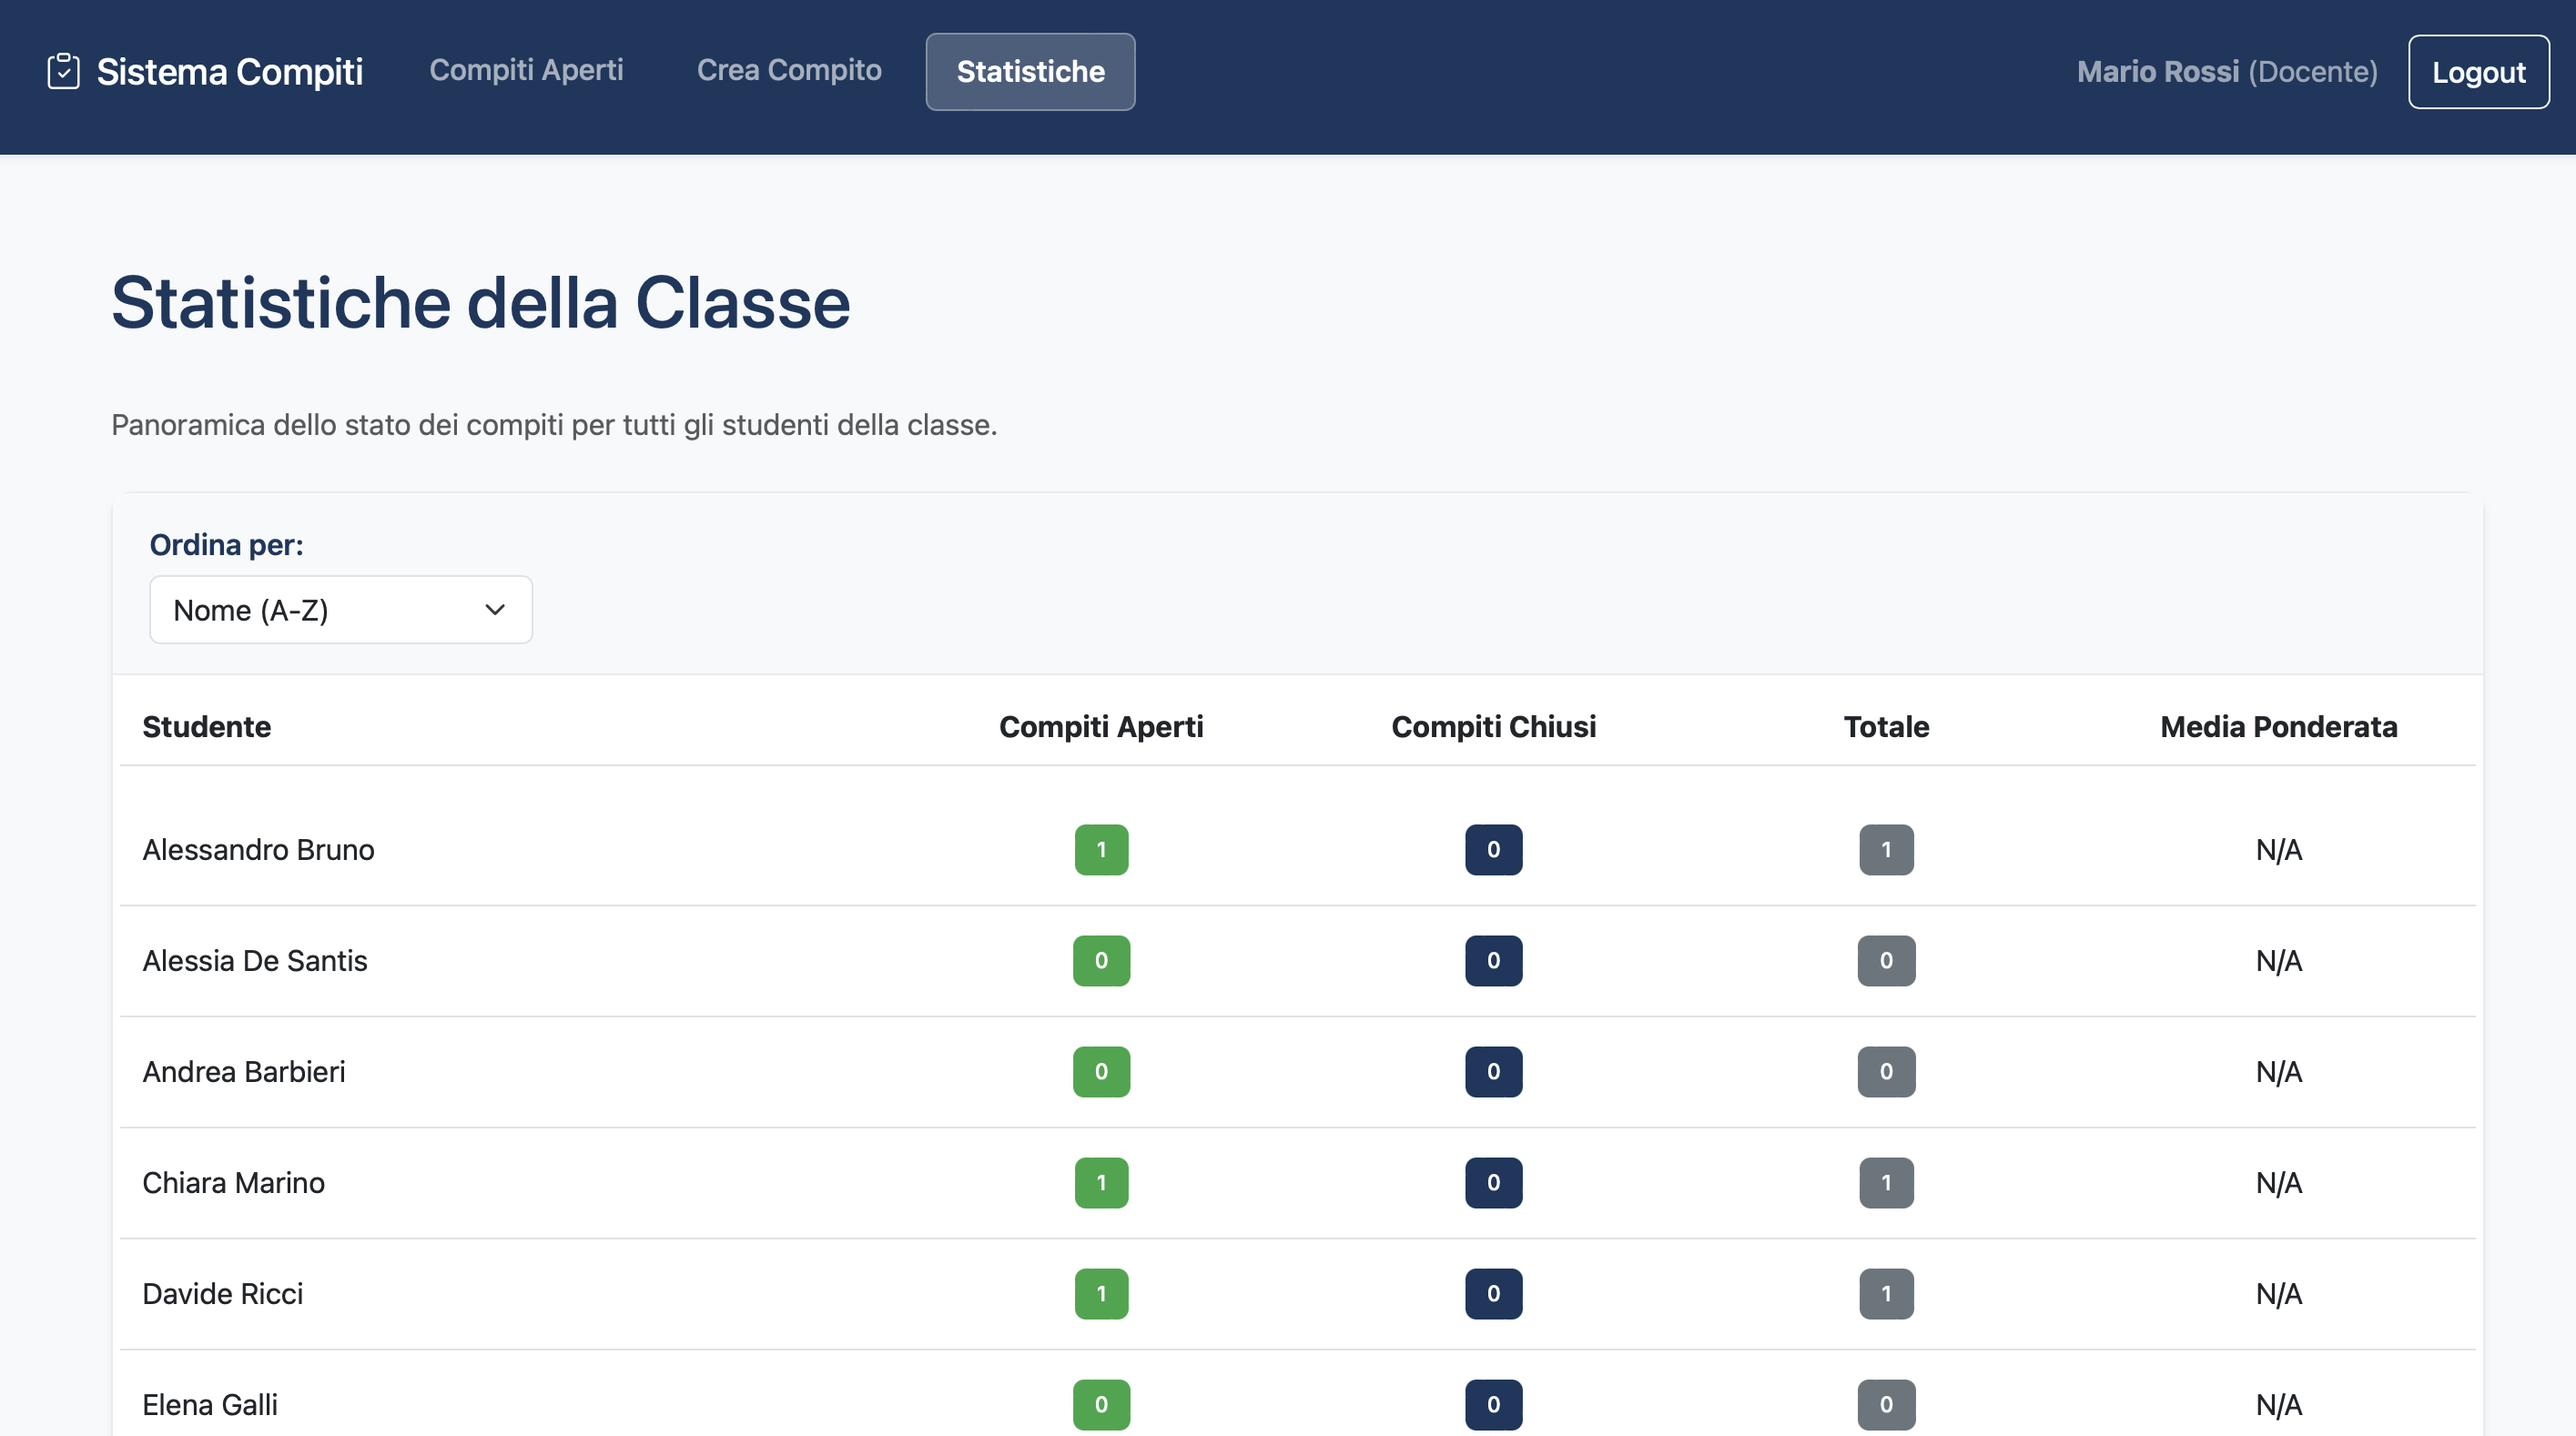 Sistema Compiti Compiti Aperti Crea Compito Statistiche Mario Rossi (Docente) Logout
Statistiche della Classe
Panoramica dello stato dei compiti per tutti gli studenti della classe.
Ordina per:
Nome (A-Z)
Studente Compiti Aperti Compiti Chiusi Totale Media Ponderata
Alessandro Bruno 1 0 1 N/A
Alessia De Santis 0 0 0 N/A
Andrea Barbieri 0 0 0 N/A
Chiara Marino 1 0 1 N/A
Davide Ricci 1 0 1 N/A
Elena Galli 0 0 0 N/A